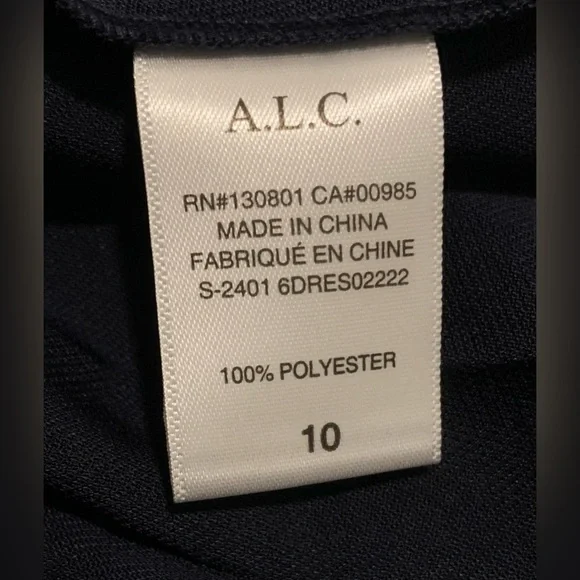 A.L.C.
RN#130801 CA#00985
MADE IN CHINA
FABRIQUÉ EN CHINE
S-2401 6DRES02222
100% POLYESTER
10